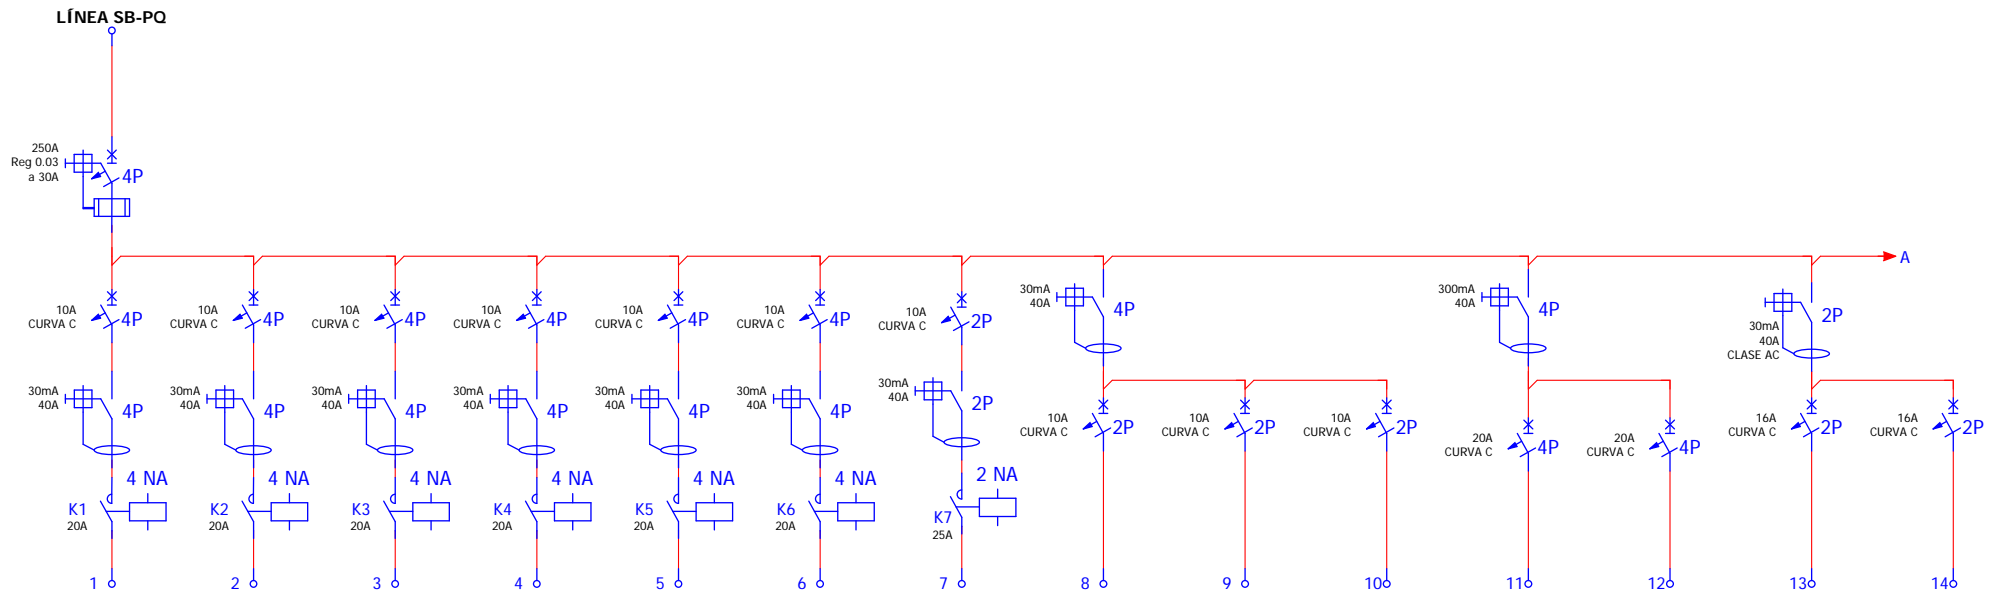 LÍNEA SB-PQ
250A
Reg 0.03
a 30A
4P
A
10A
CURVA C
4P
10A
CURVA C
4P
10A
CURVA C
4P
10A
CURVA C
4P
10A
CURVA C
4P
10A
CURVA C
4P
10A
CURVA C
2P
30mA
40A
4P
300mA
40A
4P
30mA
40A
CLASE AC
2P
30mA
40A
4P
30mA
40A
4P
30mA
40A
4P
30mA
40A
4P
30mA
40A
4P
30mA
40A
4P
30mA
40A
2P
10A
CURVA C
2P
10A
CURVA C
2P
10A
CURVA C
2P
20A
CURVA C
4P
20A
CURVA C
4P
16A
CURVA C
2P
16A
CURVA C
2P
4 NA
K1
20A
4 NA
K2
20A
4 NA
K3
20A
4 NA
K4
20A
4 NA
K5
20A
4 NA
K6
20A
2 NA
K7
25A
1
2
3
4
5
6
7
8
9
10
11
12
13
14